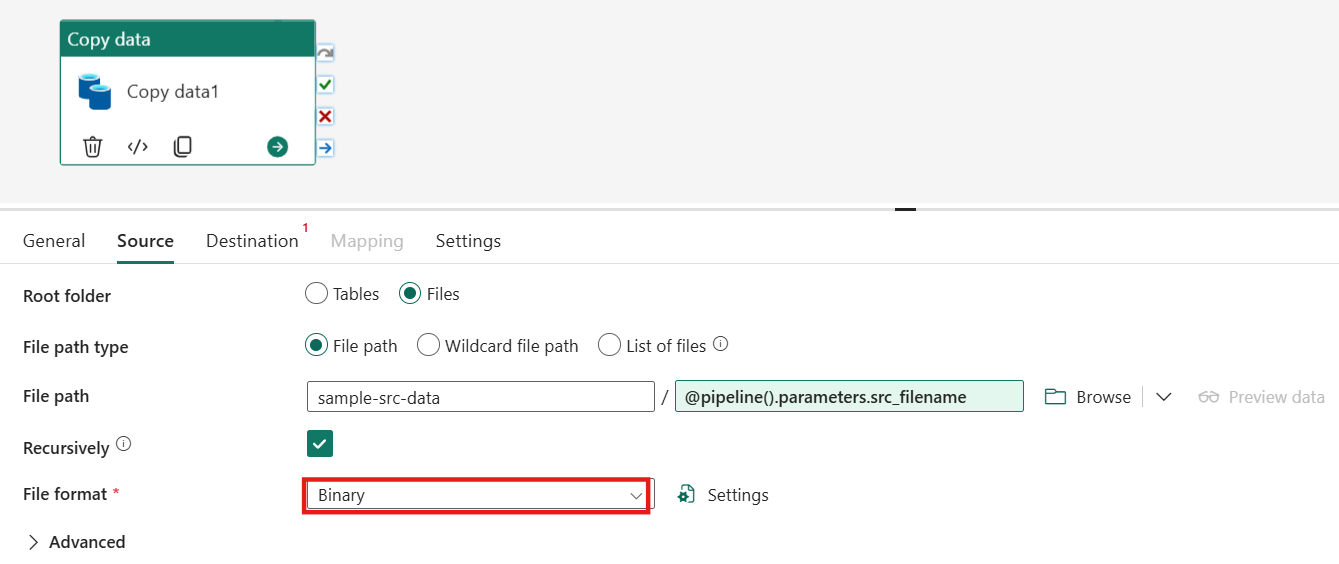 Copy data
Copy data1
</>
General Source Destination 1 Mapping Settings
Root folder Tables Files
File path type File path Wildcard file path List of files
File path sample-src-data / @pipeline().parameters.src_filename Browse Preview data
Recursively
File format * Binary Settings
Advanced